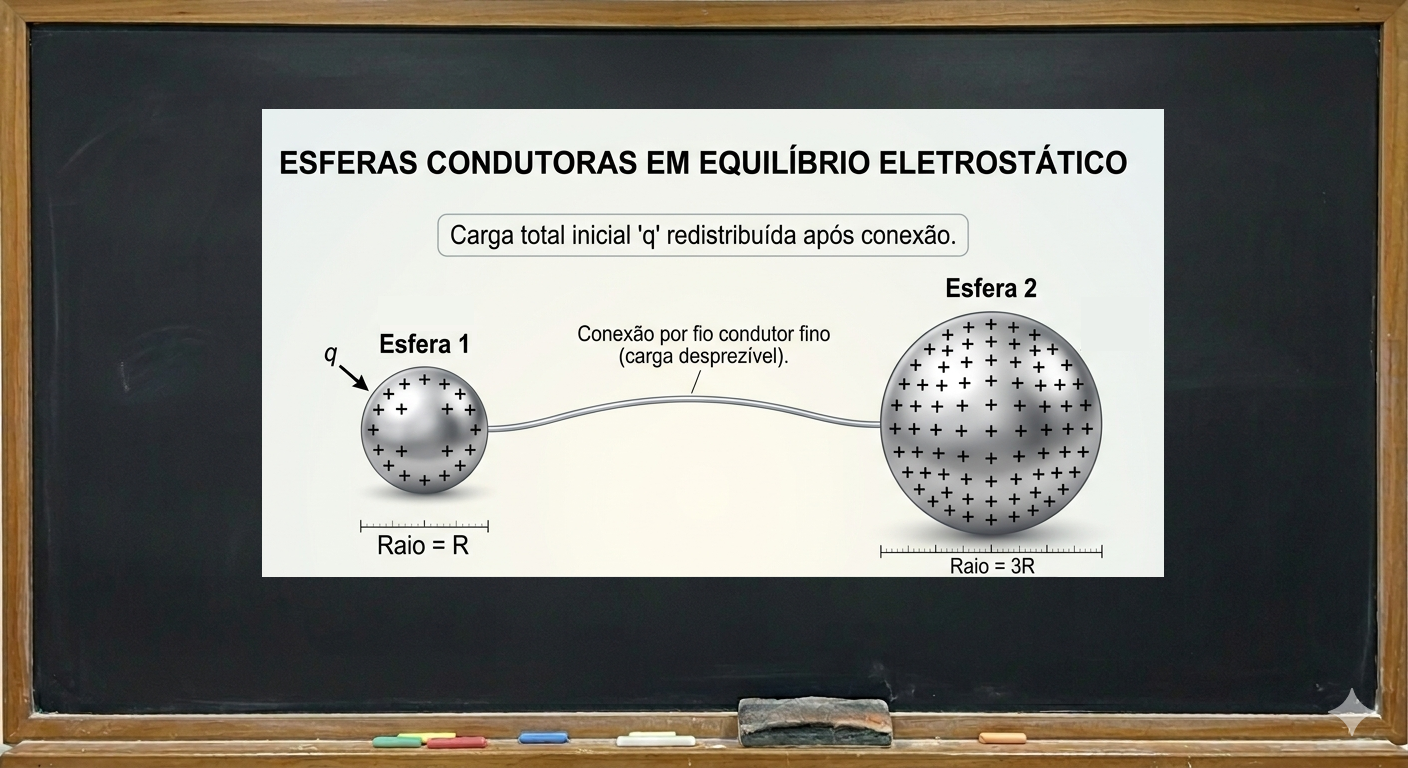 ESFERAS CONDUTORAS EM EQUILÍBRIO ELETROSTÁTICO
Carga total inicial 'q' redistribuída após conexão.
Esfera 2
Conexão por fio condutor fino
(carga desprezível).
Esfera 1
q
Raio = R
Raio = 3R